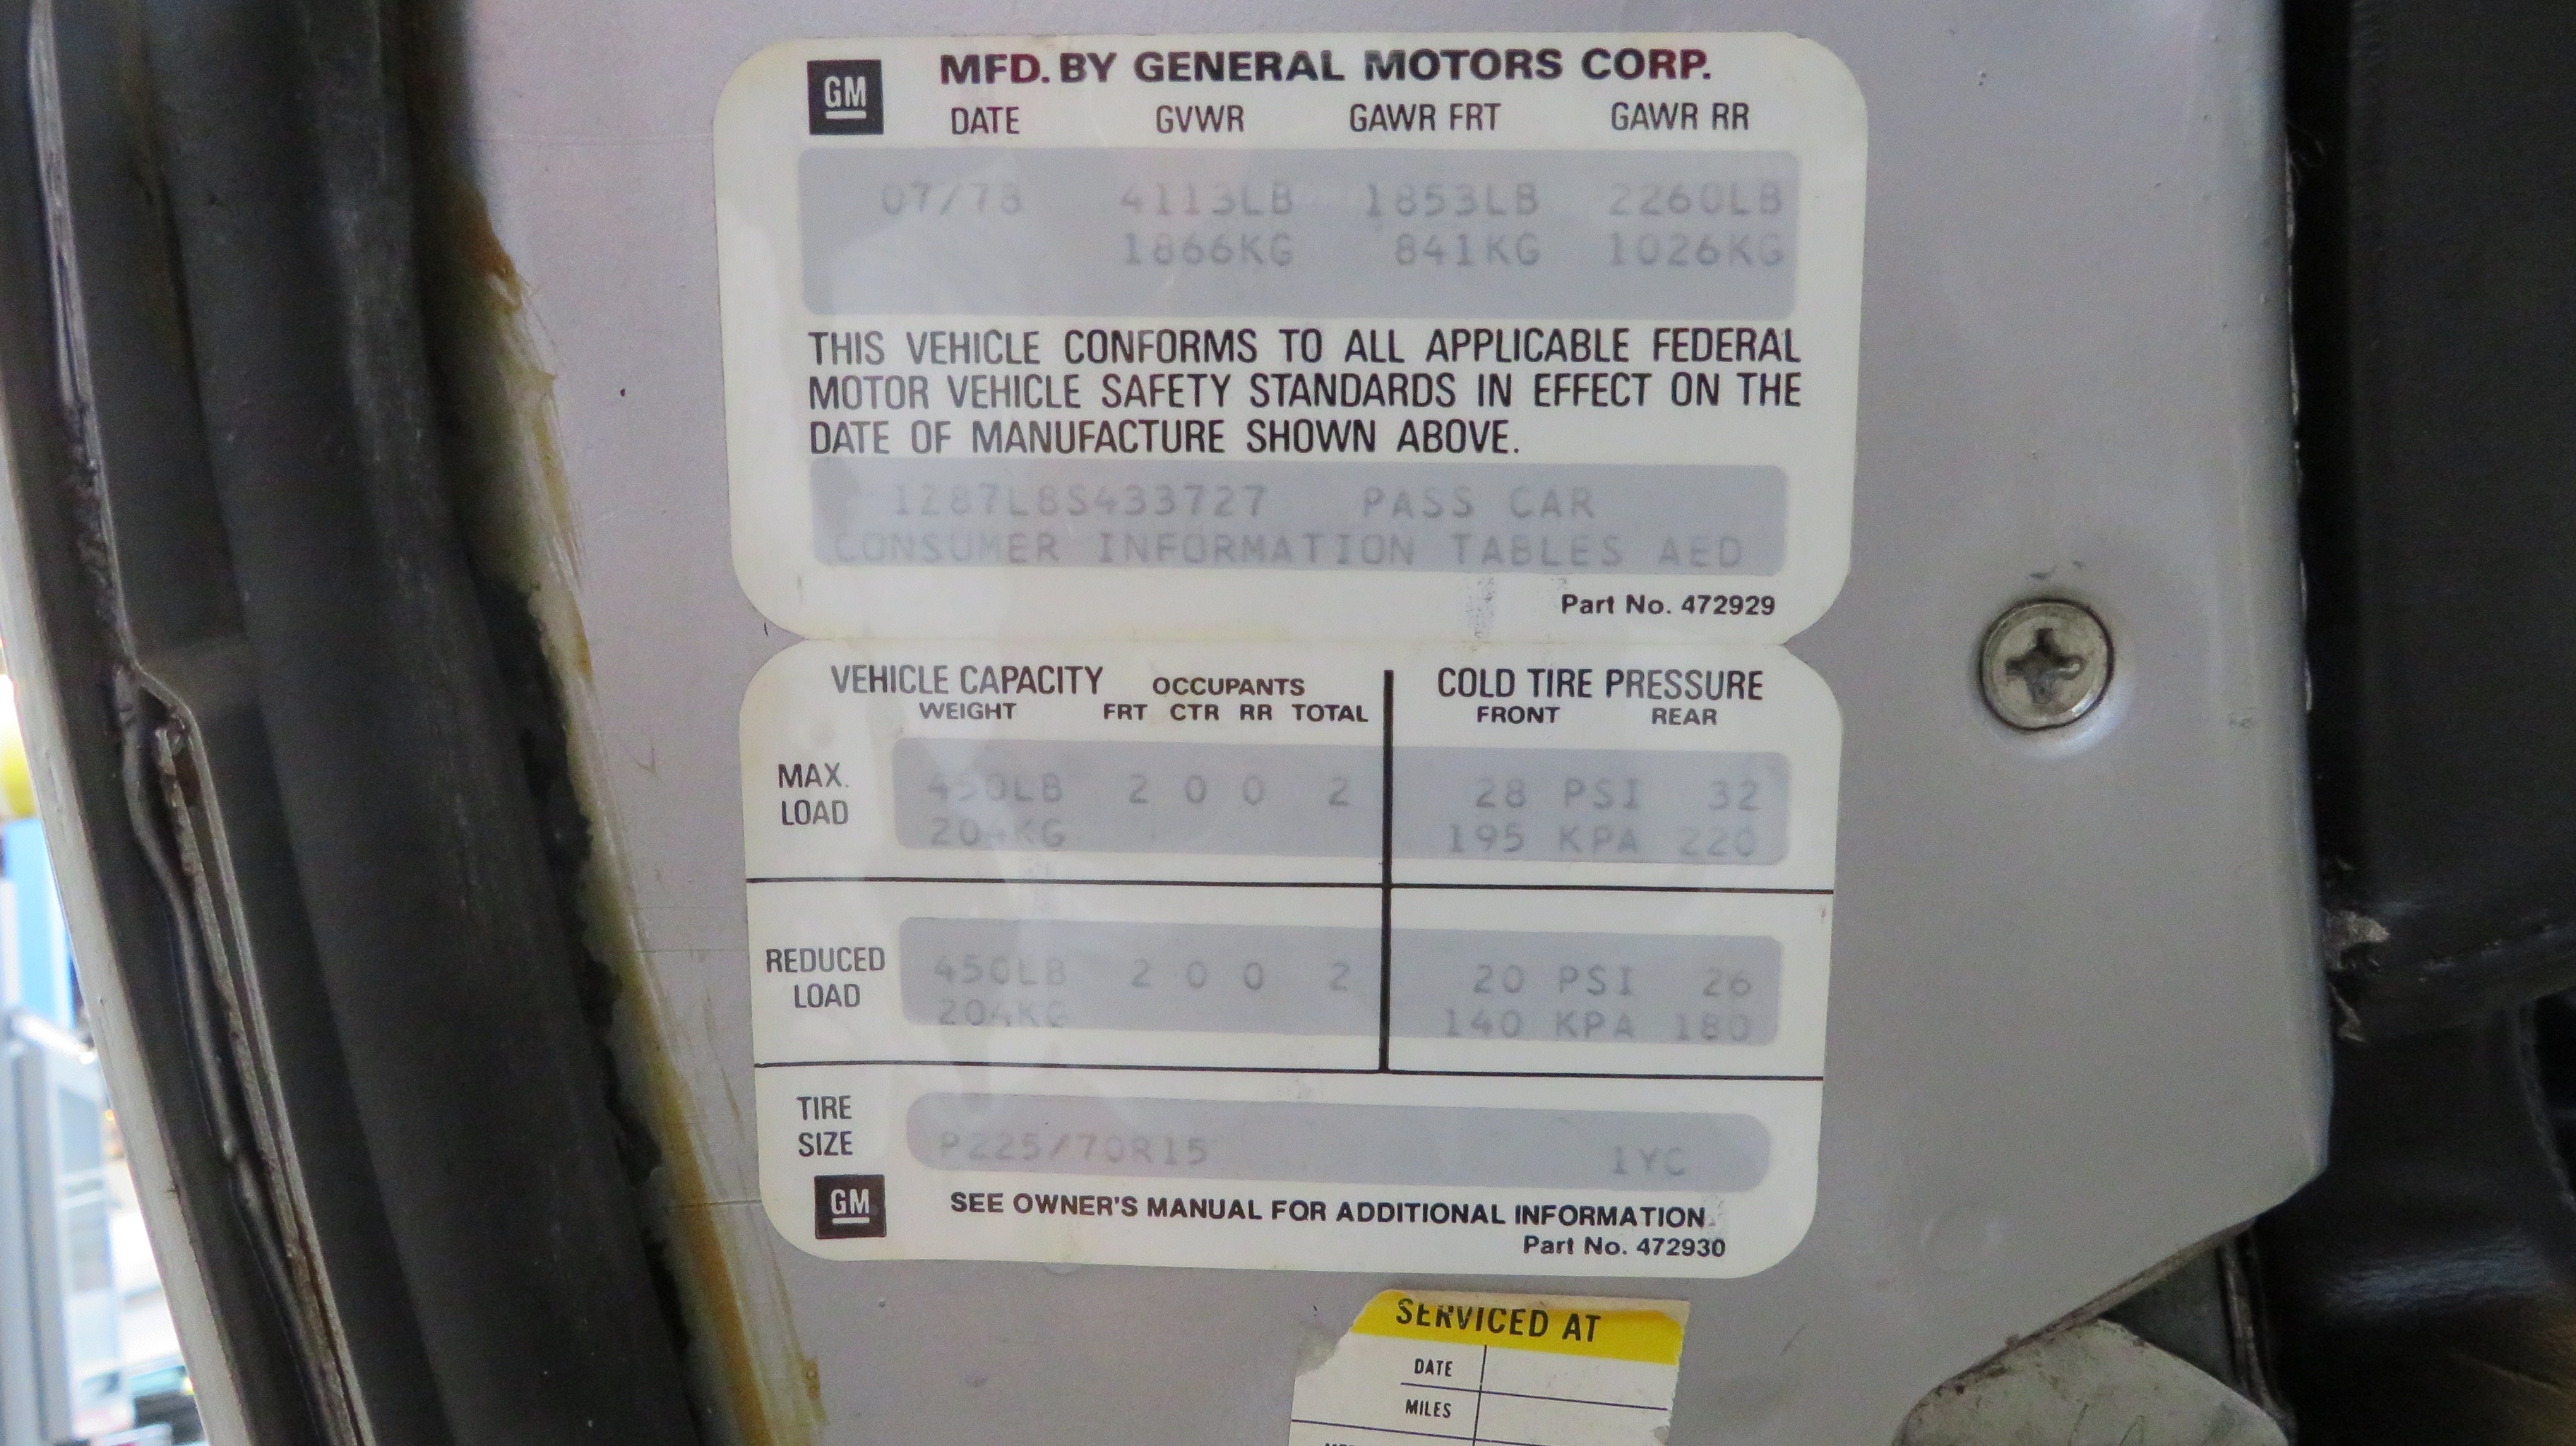 GM
MFD. BY GENERAL MOTORS CORP.
DATE GVWR GAWR FRT GAWR RR
07/78 4113LB 1853LB 2260LB
1866KG 841KG 1026KG
THIS VEHICLE CONFORMS TO ALL APPLICABLE FEDERAL
MOTOR VEHICLE SAFETY STANDARDS IN EFFECT ON THE
DATE OF MANUFACTURE SHOWN ABOVE.
1Z87L8S433727 PASS CAR
CONSUMER INFORMATION TABLES AED
Part No. 472929
VEHICLE CAPACITY OCCUPANTS COLD TIRE PRESSURE
WEIGHT FRT CTR RR TOTAL FRONT REAR
MAX. LOAD 450LB 2 0 0 2 28 PSI 32
204KG 195 KPA 220
REDUCED LOAD 450LB 2 0 0 2 20 PSI 26
204KG 140 KPA 180
TIRE SIZE P225/70R15 1YC
GM
SEE OWNER'S MANUAL FOR ADDITIONAL INFORMATION
Part No. 472930
SERVICED AT
DATE
MILES